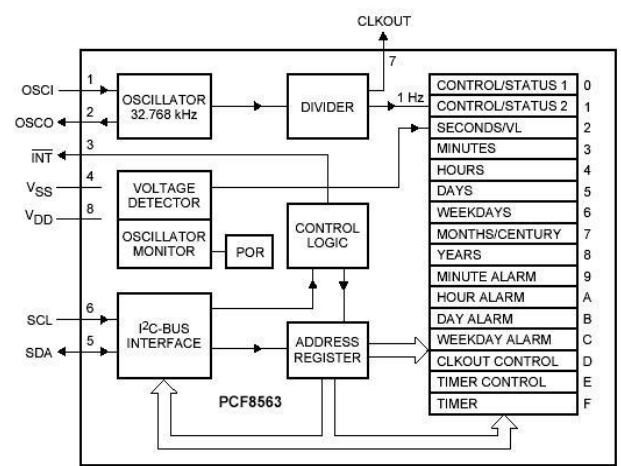 CLKOUT
7
OSCI
1
OSCO
2
OSCILLATOR
32.768 kHz
DIVIDER
1 Hz
CONTROL/STATUS 1 0
CONTROL/STATUS 2 1
SECONDS/VL 2
MINUTES 3
HOURS 4
DAYS 5
WEEKDAYS 6
MONTHS/CENTURY 7
YEARS 8
MINUTE ALARM 9
HOUR ALARM A
DAY ALARM B
WEEKDAY ALARM C
CLKOUT CONTROL D
TIMER CONTROL E
TIMER F
INT
3
VSS
4
VDD
8
VOLTAGE
DETECTOR
OSCILLATOR
MONITOR
POR
CONTROL
LOGIC
SCL
6
SDA
5
I²C-BUS
INTERFACE
ADDRESS
REGISTER
PCF8563